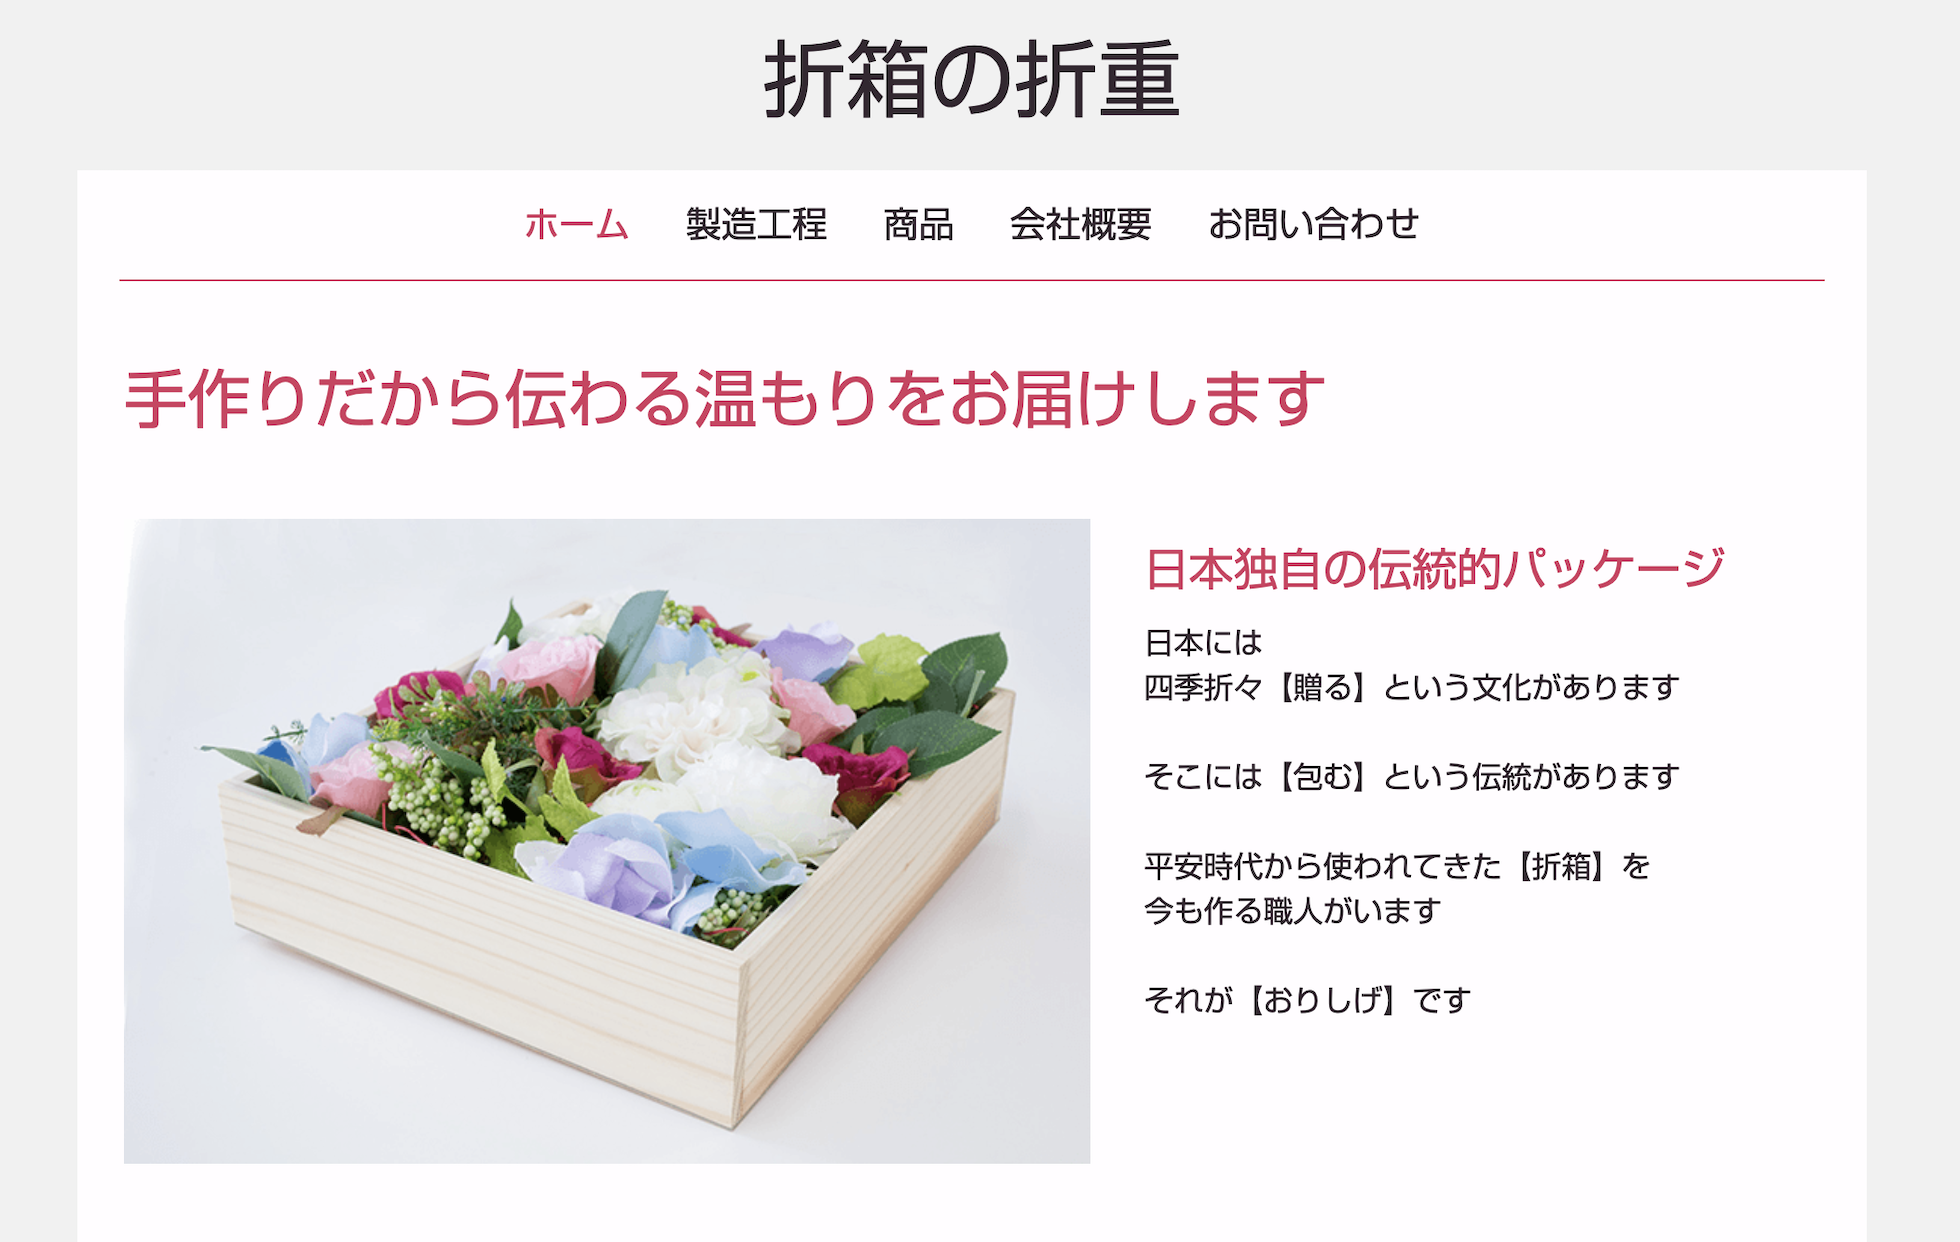 折箱の折重
ホーム 製造工程 商品 会社概要 お問い合わせ
手作りだから伝わる温もりをお届けします
日本独自の伝統的パッケージ
日本には
四季折々【贈る】という文化があります
そこには【包む】という伝統があります
平安時代から使われてきた【折箱】を
今も作る職人がいます
それが【おりしげ】です